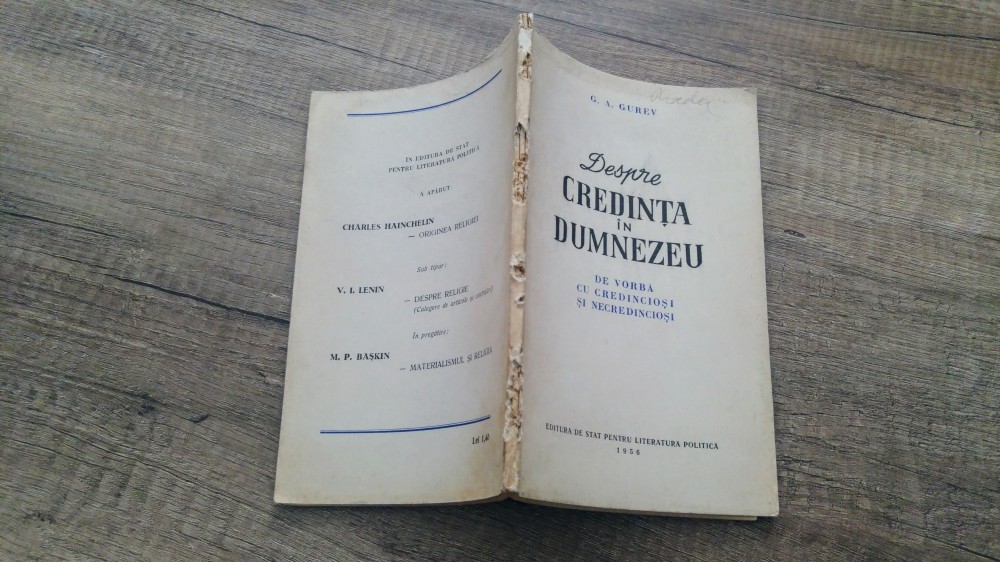 ÎN EDITURA DE STAT
PENTRU LITERATURA POLITICĂ
A APĂRUT:
CHARLES HAINCHELIN
— ORIGINEA RELIGIEI
Sub tipar:
V. I. LENIN
— DESPRE RELIGIE
(Culegere de articole și
În pregătire:
M. P. BAȘKIN
— MATERIALISMUL ȘI RELIGIA
Lei 1,40
G. A. GUREV
Despre
CREDINȚA
ÎN
DUMNEZEU
DE VORBA
CU CREDINCIOȘI
ȘI NECREDINCIOȘI
EDITURA DE STAT PENTRU LITERATURA POLITICĂ
1956